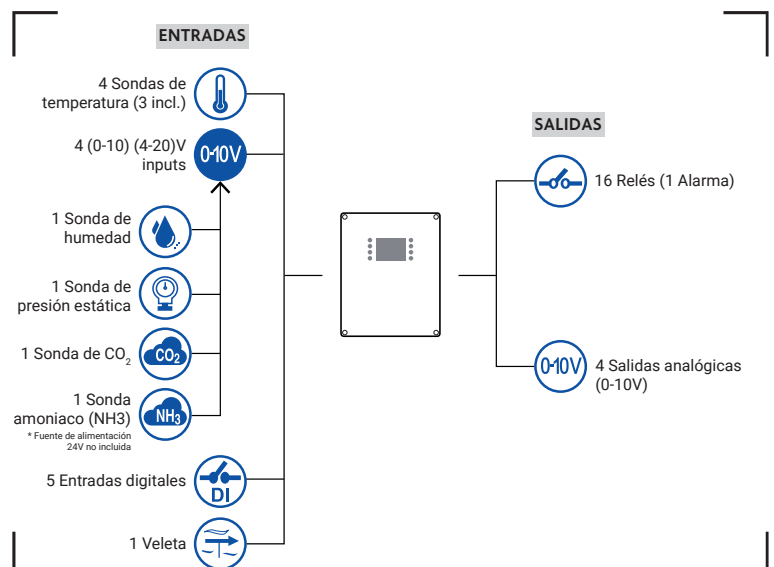 ENTRADAS
4 Sondas de
temperatura (3 incl.)
4 (0-10) (4-20)V
inputs
0-10V
1 Sonda de
humedad
1 Sonda de
presión estática
1 Sonda de CO₂
CO₂
1 Sonda
amoniaco (NH3)
* Fuente de alimentación
24V no incluida
NH₃
5 Entradas digitales
DI
1 Veleta
SALIDAS
16 Relés (1 Alarma)
0-10V
4 Salidas analógicas
(0-10V)